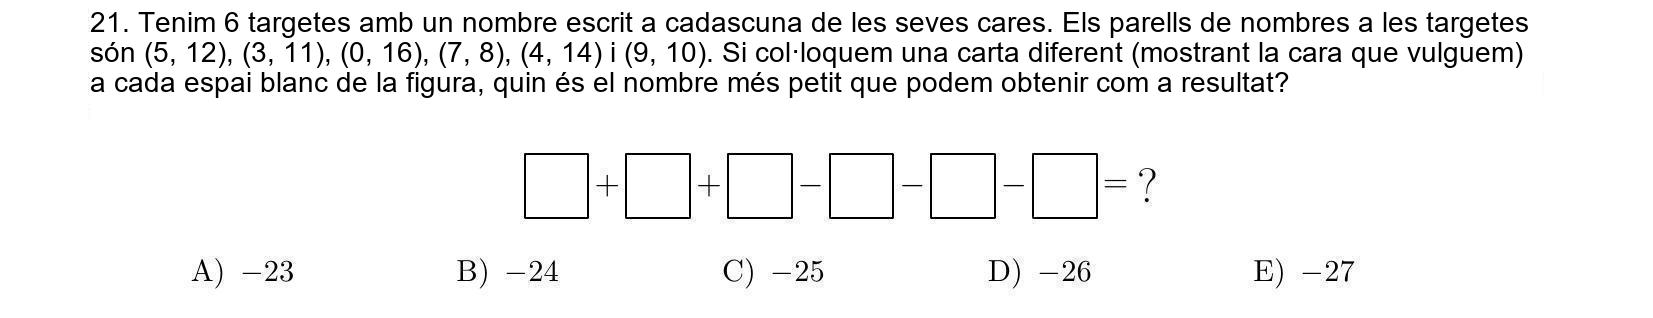 21. Tenim 6 targetes amb un nombre escrit a cadascuna de les seves cares. Els parells de nombres a les targetes
són (5, 12), (3, 11), (0, 16), (7, 8), (4, 14) i (9, 10). Si col·loquem una carta diferent (mostrant la cara que vulguem)
a cada espai blanc de la figura, quin és el nombre més petit que podem obtenir com a resultat?
□ + □ + □ − □ − □ − □ = ?
A) −23 B) −24 C) −25 D) −26 E) −27